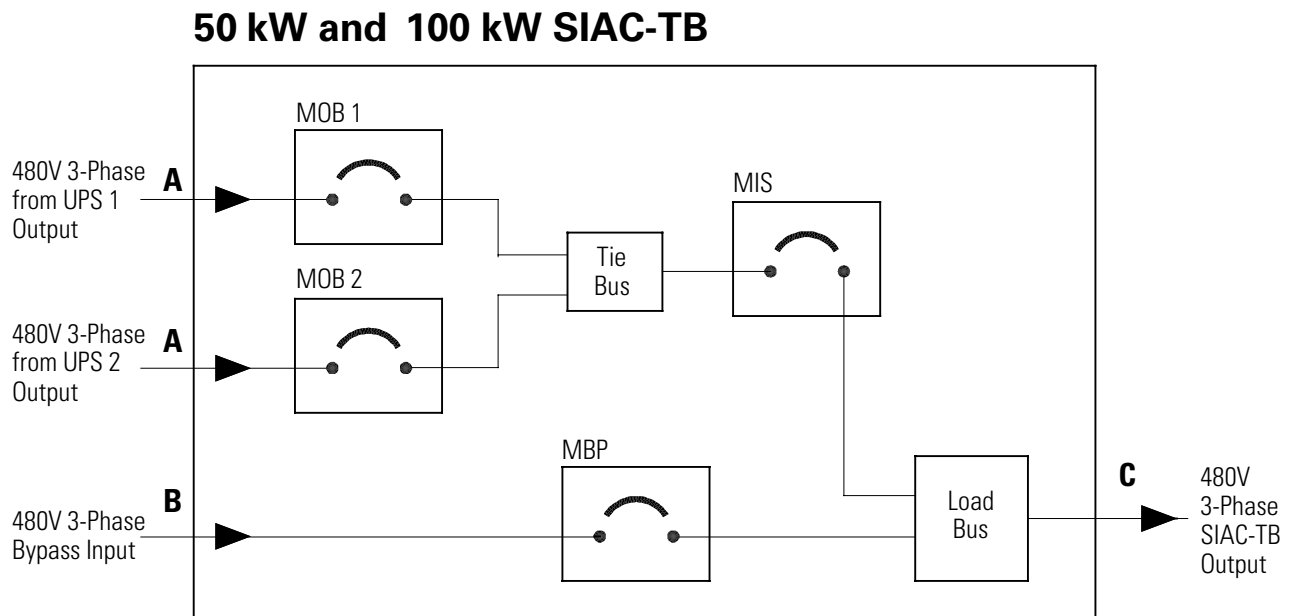 50 kW and 100 kW SIAC-TB
MOB 1
480V 3-Phase
from UPS 1
Output
A
MIS
Tie
Bus
MOB 2
480V 3-Phase
from UPS 2
Output
A
MBP
B
480V 3-Phase
Bypass Input
Load
Bus
C
480V
3-Phase
SIAC-TB
Output